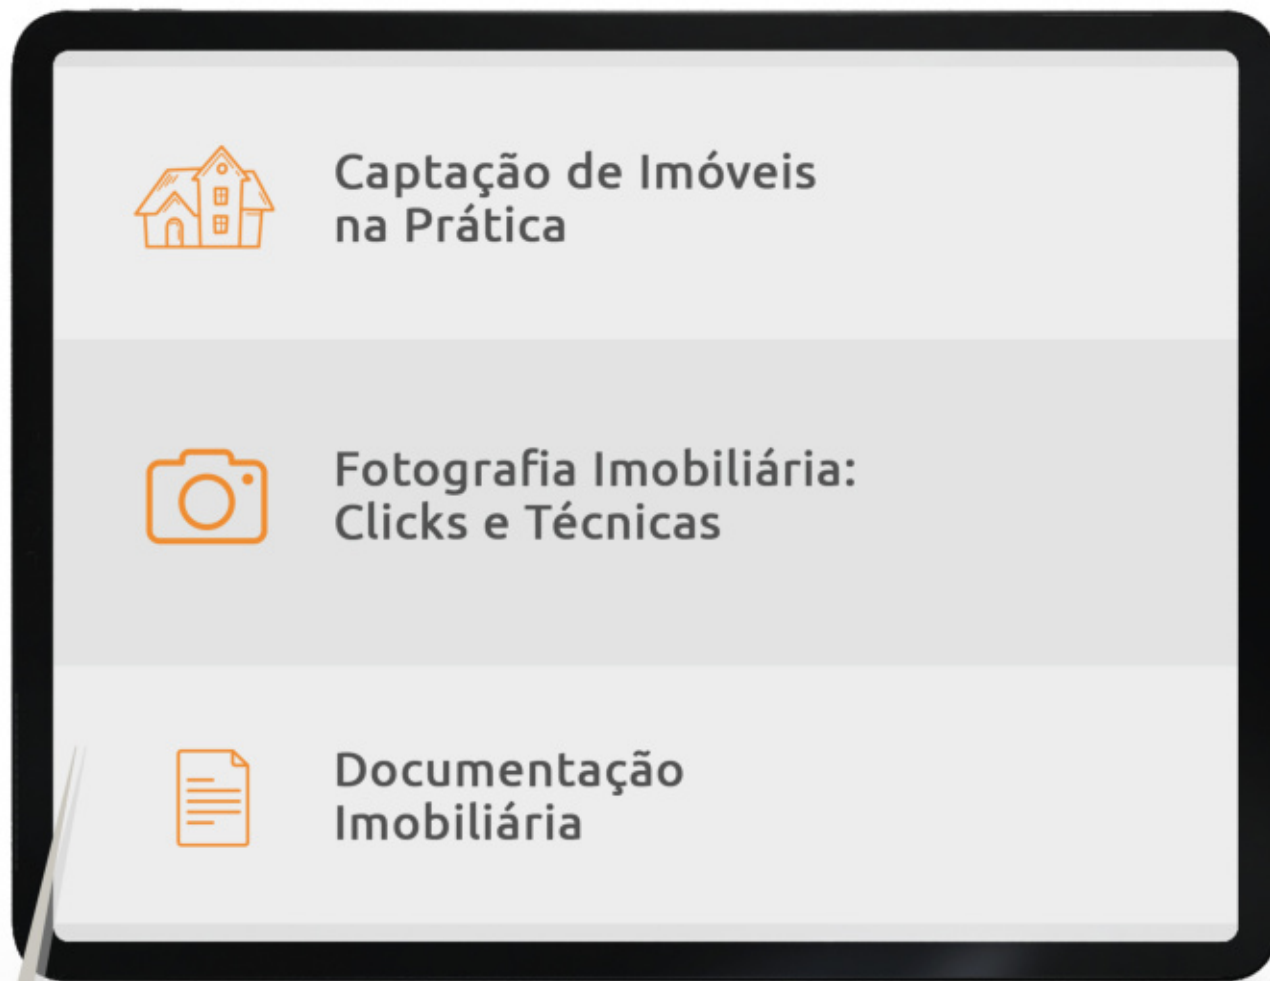 Captação de Imóveis
na Prática
Fotografia Imobiliária:
Clicks e Técnicas
Documentação
Imobiliária